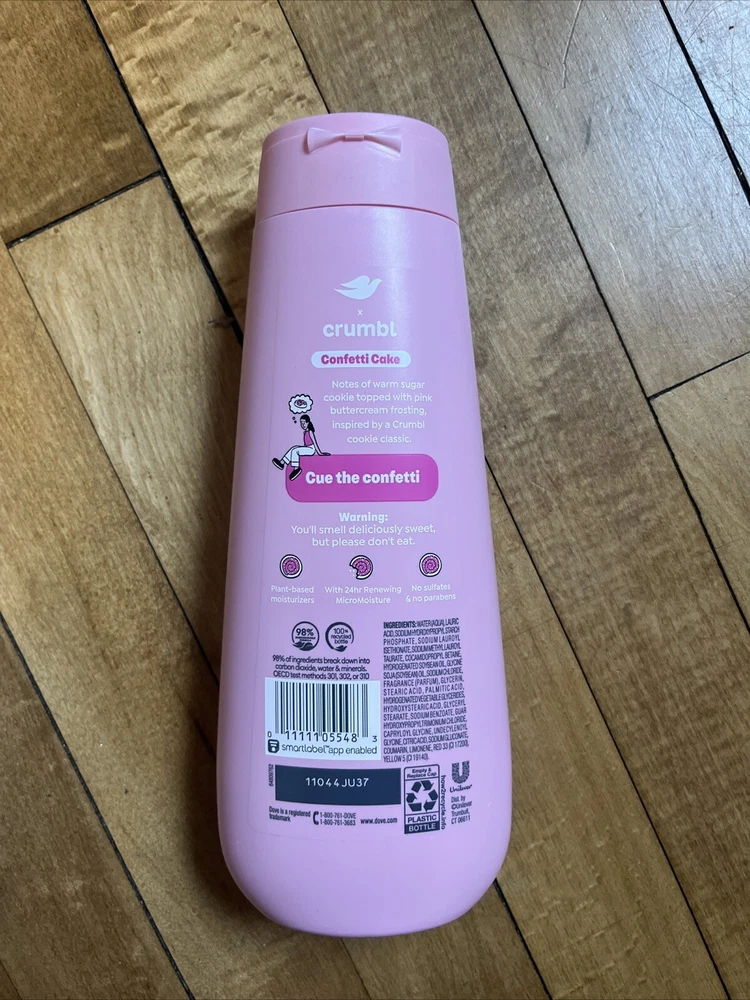 x
crumbl
Confetti Cake
Notes of warm sugar
cookie topped with pink
buttercream frosting,
inspired by a Crumbl
cookie classic.
Cue the confetti
Warning:
You'll smell deliciously sweet,
but please don't eat.
Plant-based
moisturizers
With 24hr Renewing
MicroMoisture
No sulfates
& no parabens
98%
100%
recycled
bottle
98% of ingredients break down into
carbon dioxide, water & minerals.
OECD test methods 301, 302, or 310
INGREDIENTS: WATER (AQUA), LAURIC
ACID, SODIUM HYDROXYPROPYL STARCH
PHOSPHATE, SODIUM LAUROYL
ISETHIONATE, SODIUM METHYL LAUROYL
TAURATE, COCAMIDOPROPYL BETAINE,
HYDROGENATED SOYBEAN OIL, GLYCINE
SOJA (SOYBEAN) OIL, SODIUM CHLORIDE,
FRAGRANCE (PARFUM), GLYCERIN,
STEARIC ACID, PALMITIC ACID,
HYDROGENATED VEGETABLE GLYCERIDES,
HYDROXYSTEARIC ACID, GLYCERYL
STEARATE, SODIUM BENZOATE, GUAR
HYDROXYPROPYLTRIMONIUM CHLORIDE,
CAPRYLOYL GLYCINE, UNDECYLENOYL
GLYCINE, CITRIC ACID, SODIUM GLUCONATE,
COUMARIN, LIMONENE, RED 33 (CI 17200),
YELLOW 5 (CI 19140).
0 11111 05548 3
smartlabel™ app enabled
11044JU37
Dove is a registered
trademark
1-800-761-DOVE
1-800-761-3683
www.dove.com
Empty &
Replace Cap
PLASTIC
BOTTLE
how2recycle.info
Unilever
Dist. by
©Unilever
Trumbull,
CT 06611